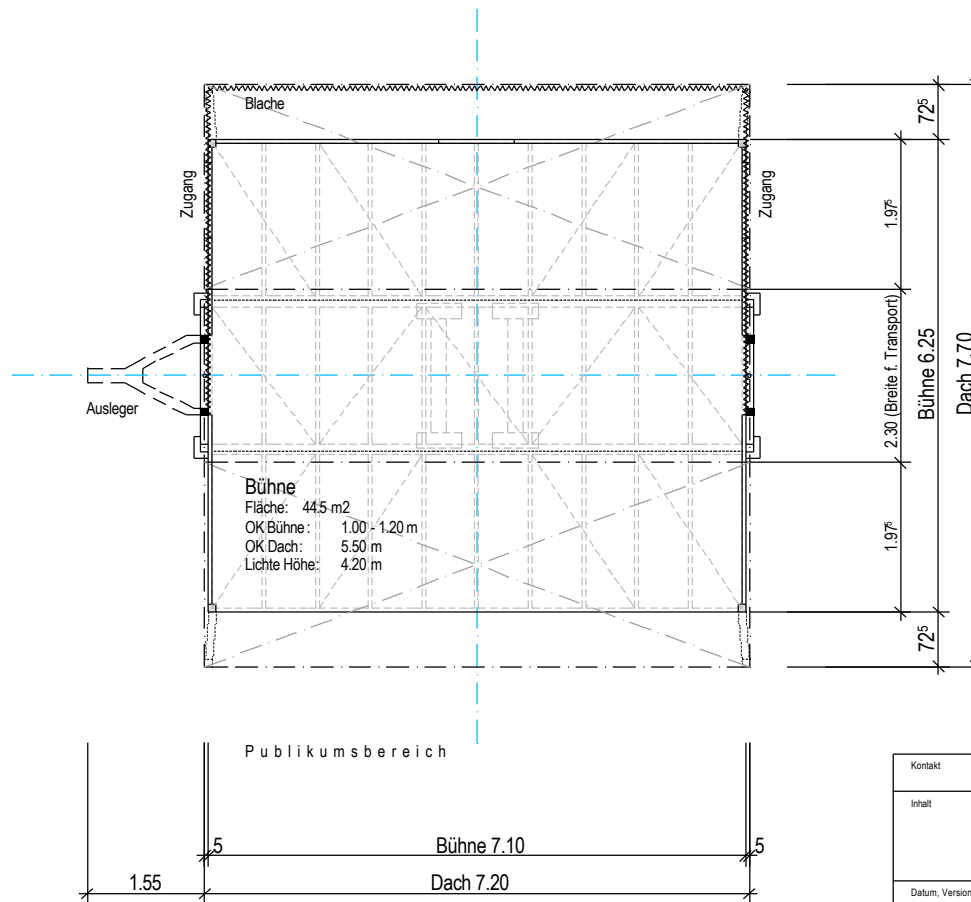 Blache
Zugang
Zugang
Ausleger
Bühne
Fläche: 44.5 m2
OK Bühne: 1.00 - 1.20 m
OK Dach: 5.50 m
Lichte Höhe: 4.20 m
72⁵
1.97⁵
2.30 (Breite f. Transport)
1.97⁵
72⁵
Bühne 6.25
Dach 7.70
Publikumsbereich
5
Bühne 7.10
5
1.55
Dach 7.20
Kontakt
Inhalt
Datum, Version